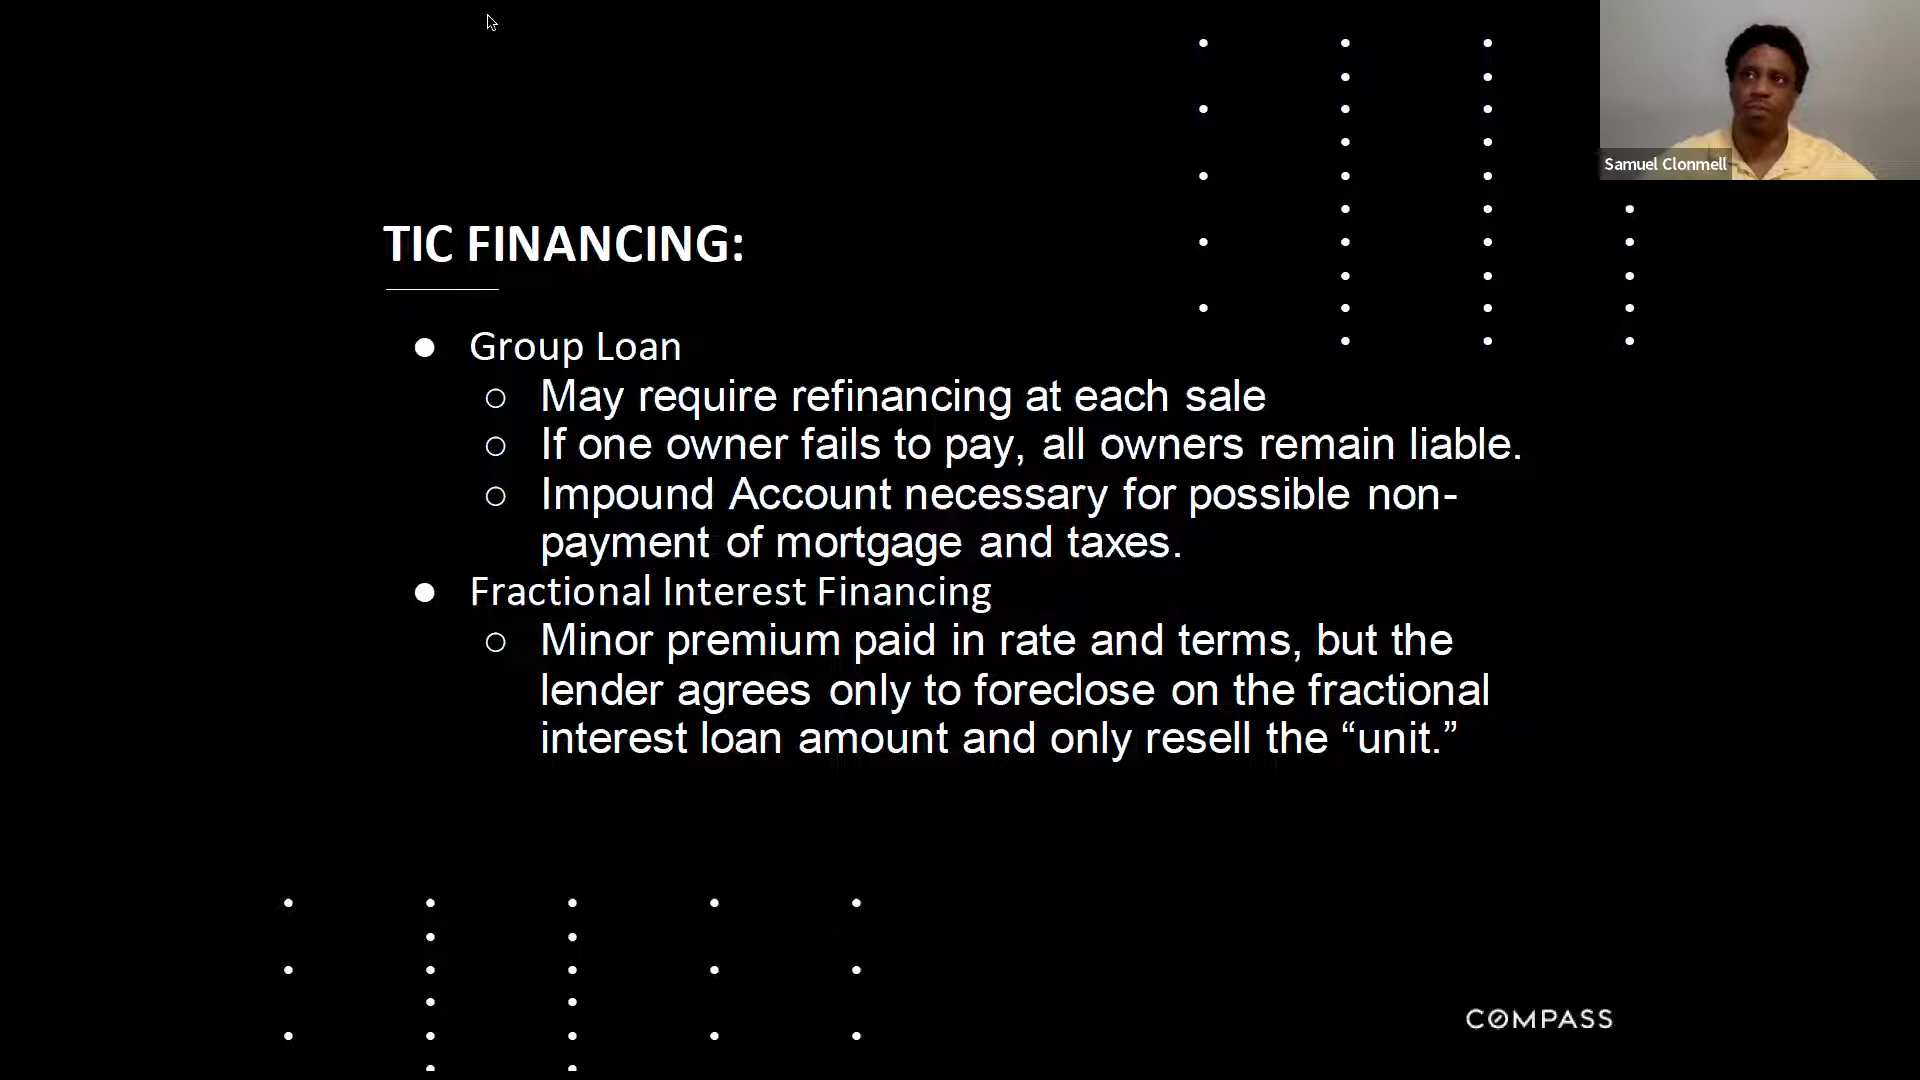 Samuel Clonmell
TIC FINANCING:
Group Loan
May require refinancing at each sale
If one owner fails to pay, all owners remain liable.
Impound Account necessary for possible non-
payment of mortgage and taxes.
Fractional Interest Financing
Minor premium paid in rate and terms, but the
lender agrees only to foreclose on the fractional
interest loan amount and only resell the “unit.”
COMPASS